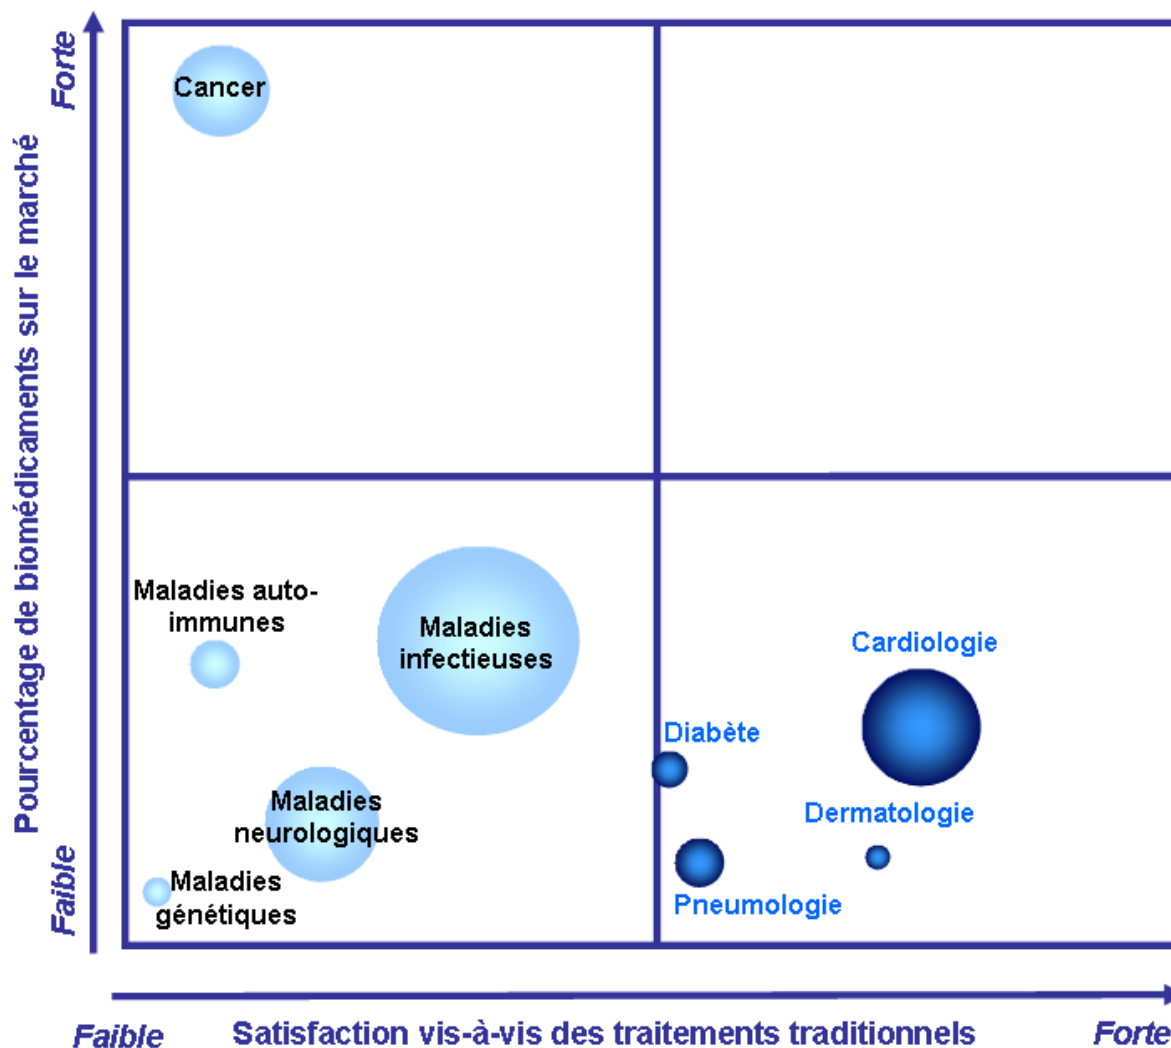 Forte
Pourcentage de biomédicaments sur le marché
Faible
Cancer
Maladies auto-
immunes
Maladies
infectieuses
Cardiologie
Diabète
Maladies
neurologiques
Dermatologie
Maladies
génétiques
Pneumologie
Faible
Satisfaction vis-à-vis des traitements traditionnels
Forte